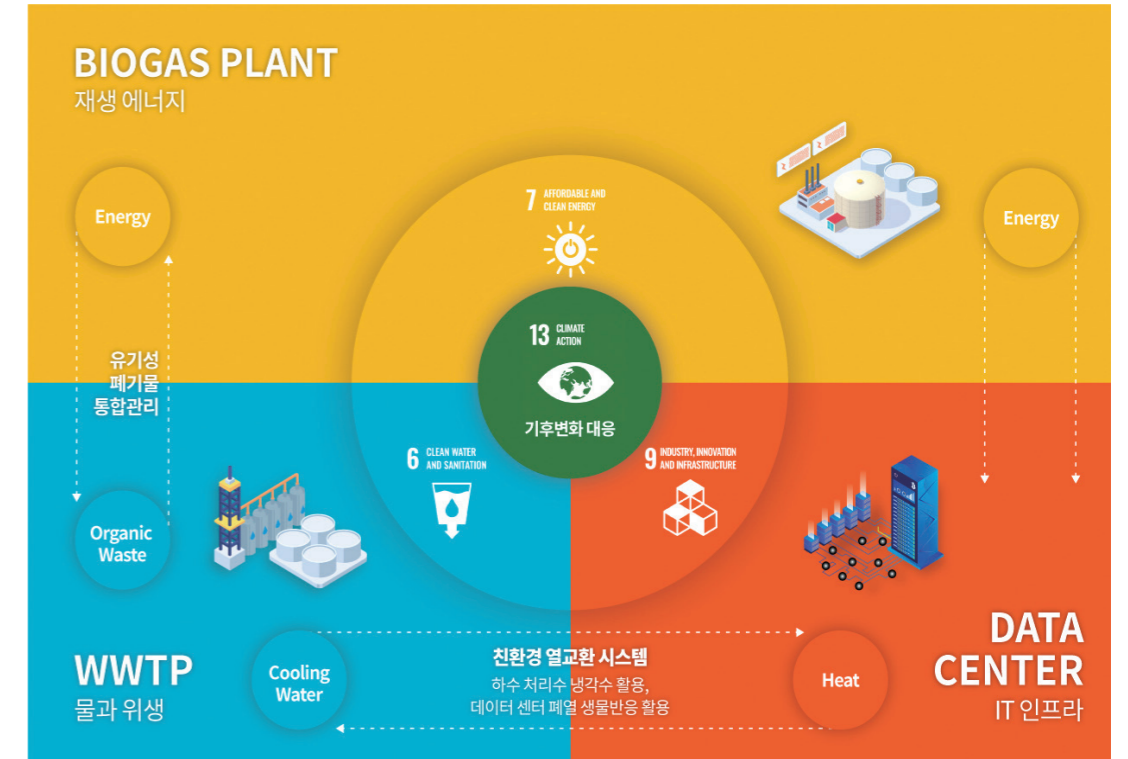 BIOGAS PLANT
재생 에너지
Energy
7 AFFORDABLE AND
CLEAN ENERGY
Energy
13 CLIMATE
ACTION
기후변화 대응
유기성
폐기물
통합관리
6 CLEAN WATER
AND SANITATION
9 INDUSTRY, INNOVATION
AND INFRASTRUCTURE
Organic
Waste
WWTP
물과 위생
Cooling
Water
친환경 열교환 시스템
하수 처리수 냉각수 활용,
데이터 센터 폐열 생물반응 활용
Heat
DATA
CENTER
IT 인프라